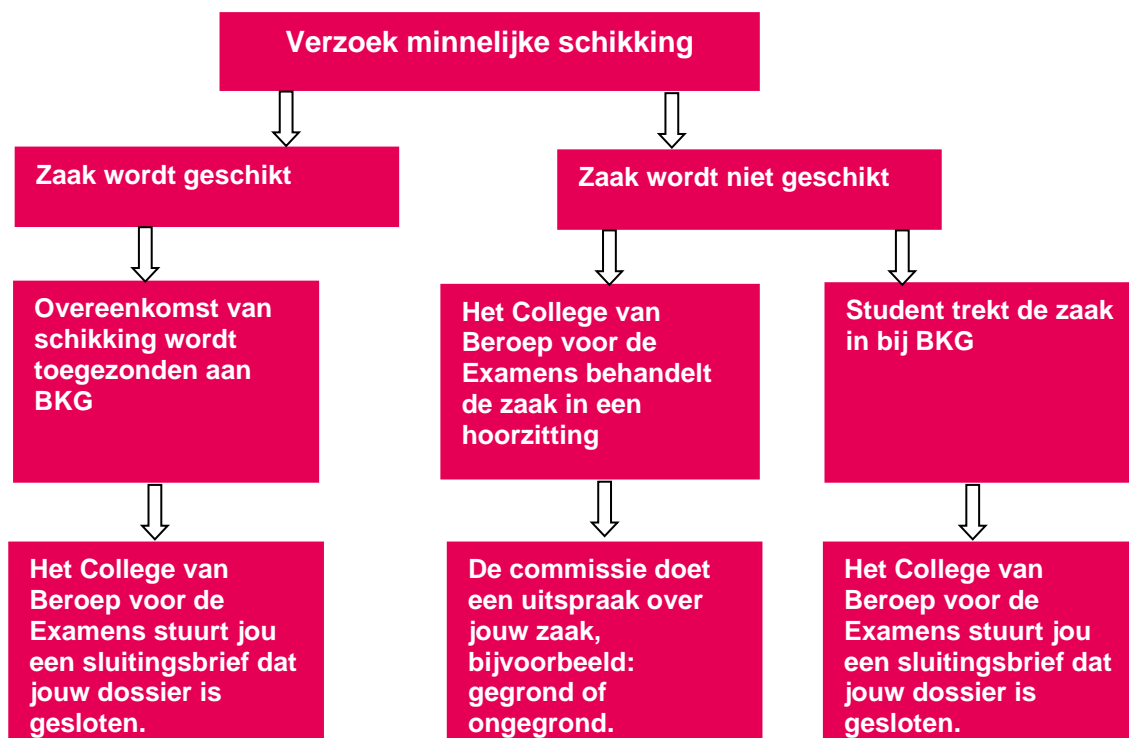 Verzoek minnelijke schikking
Zaak wordt geschikt
Zaak wordt niet geschikt
Overeenkomst van
schikking wordt
toegezonden aan
BKG
Het College van
Beroep voor de
Examens behandelt
de zaak in een
hoorzitting
Student trekt de zaak
in bij BKG
Het College van
Beroep voor de
Examens stuurt jou
een sluitingsbrief dat
jouw dossier is
gesloten.
De commissie doet
een uitspraak over
jouw zaak,
bijvoorbeeld:
gegrond of
ongegrond.
Het College van
Beroep voor de
Examens stuurt jou
een sluitingsbrief dat
jouw dossier is
gesloten.